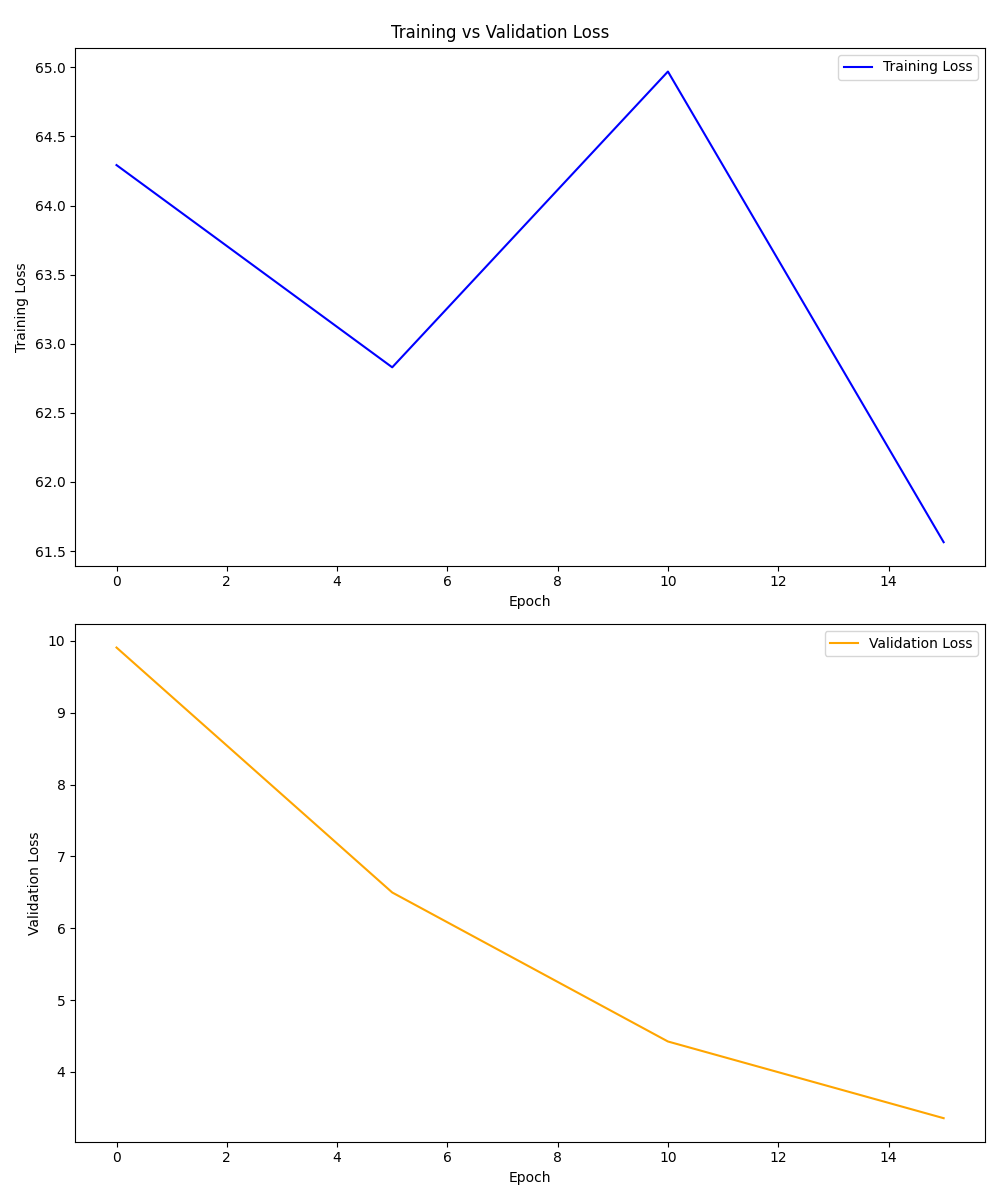 Training vs Validation Loss
Training Loss
65.0
64.5
64.0
63.5
63.0
62.5
62.0
61.5
Training Loss
0 2 4 6 8 10 12 14
Epoch
Validation Loss
10
9
8
7
6
5
4
Validation Loss
0 2 4 6 8 10 12 14
Epoch